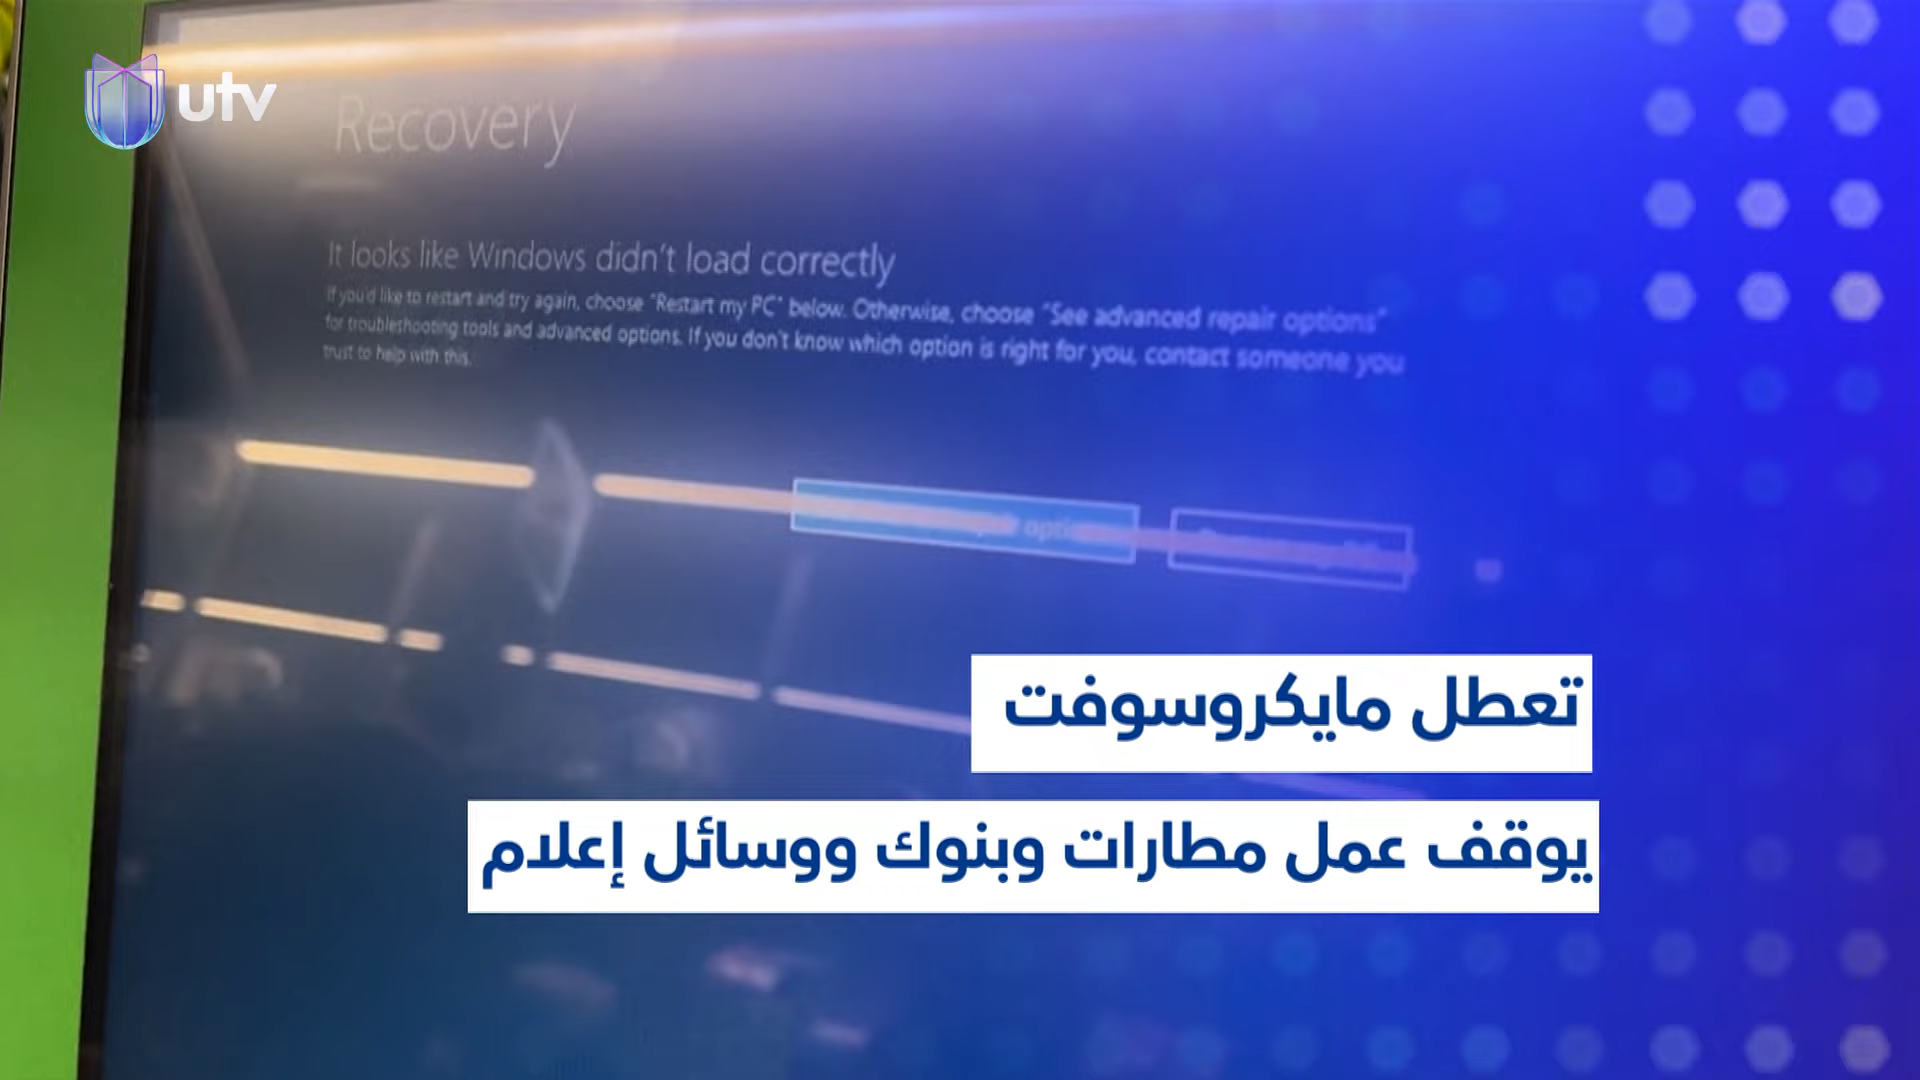 utv
Recovery
It looks like Windows didn't load correctly
If you'd like to restart and try again, choose "Restart my PC" below. Otherwise, choose "See advanced repair options"
for troubleshooting tools and advanced options. If you don't know which option is right for you, contact someone you
trust to help with this.
تعطل مايكروسوفت
يوقف عمل مطارات وبنوك ووسائل إعلام